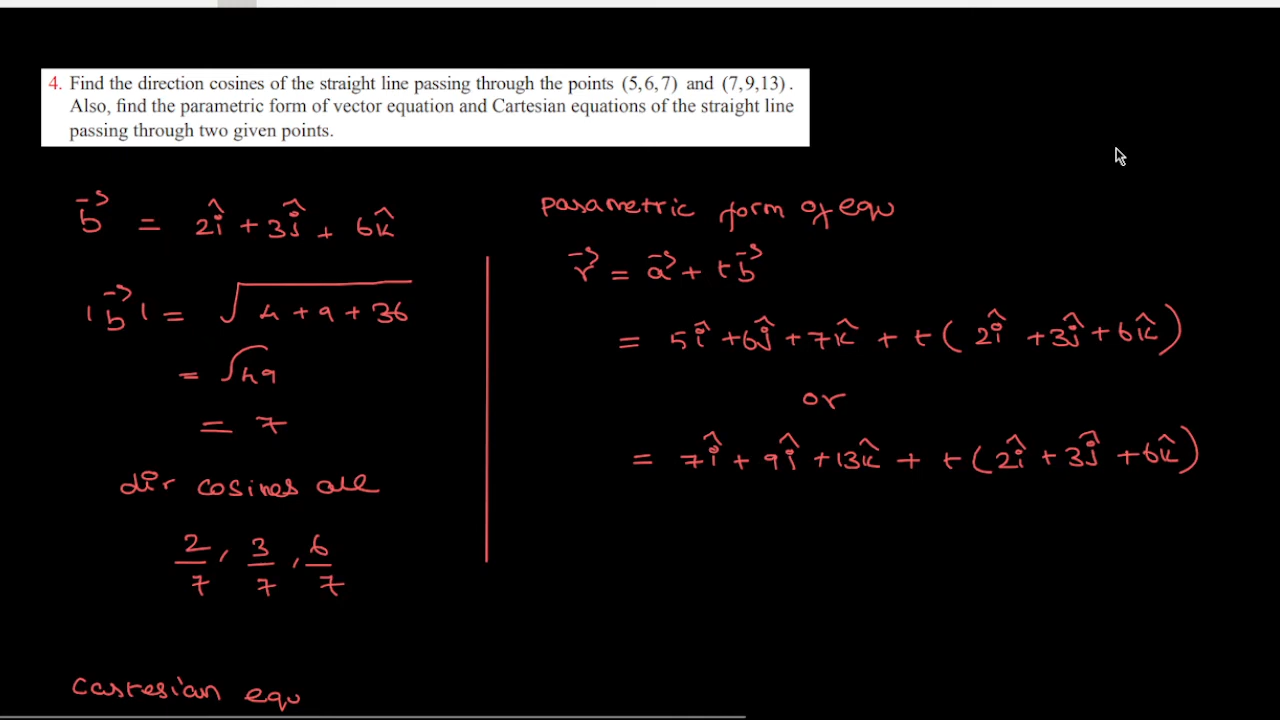 4. Find the direction cosines of the straight line passing through the points (5,6,7) and (7,9,13).
Also, find the parametric form of vector equation and Cartesian equations of the straight line
passing through two given points.
b⃗ = 2î + 3ĵ + 6k̂
|b⃗| = √(4 + 9 + 36)
= √49
= 7
dir cosines are
2/7, 3/7, 6/7
Cartesian equ
parametric form of equ
r⃗ = a⃗ + t b⃗
= 5î + 6ĵ + 7k̂ + t(2î + 3ĵ + 6k̂)
or
= 7î + 9ĵ + 13k̂ + t(2î + 3ĵ + 6k̂)